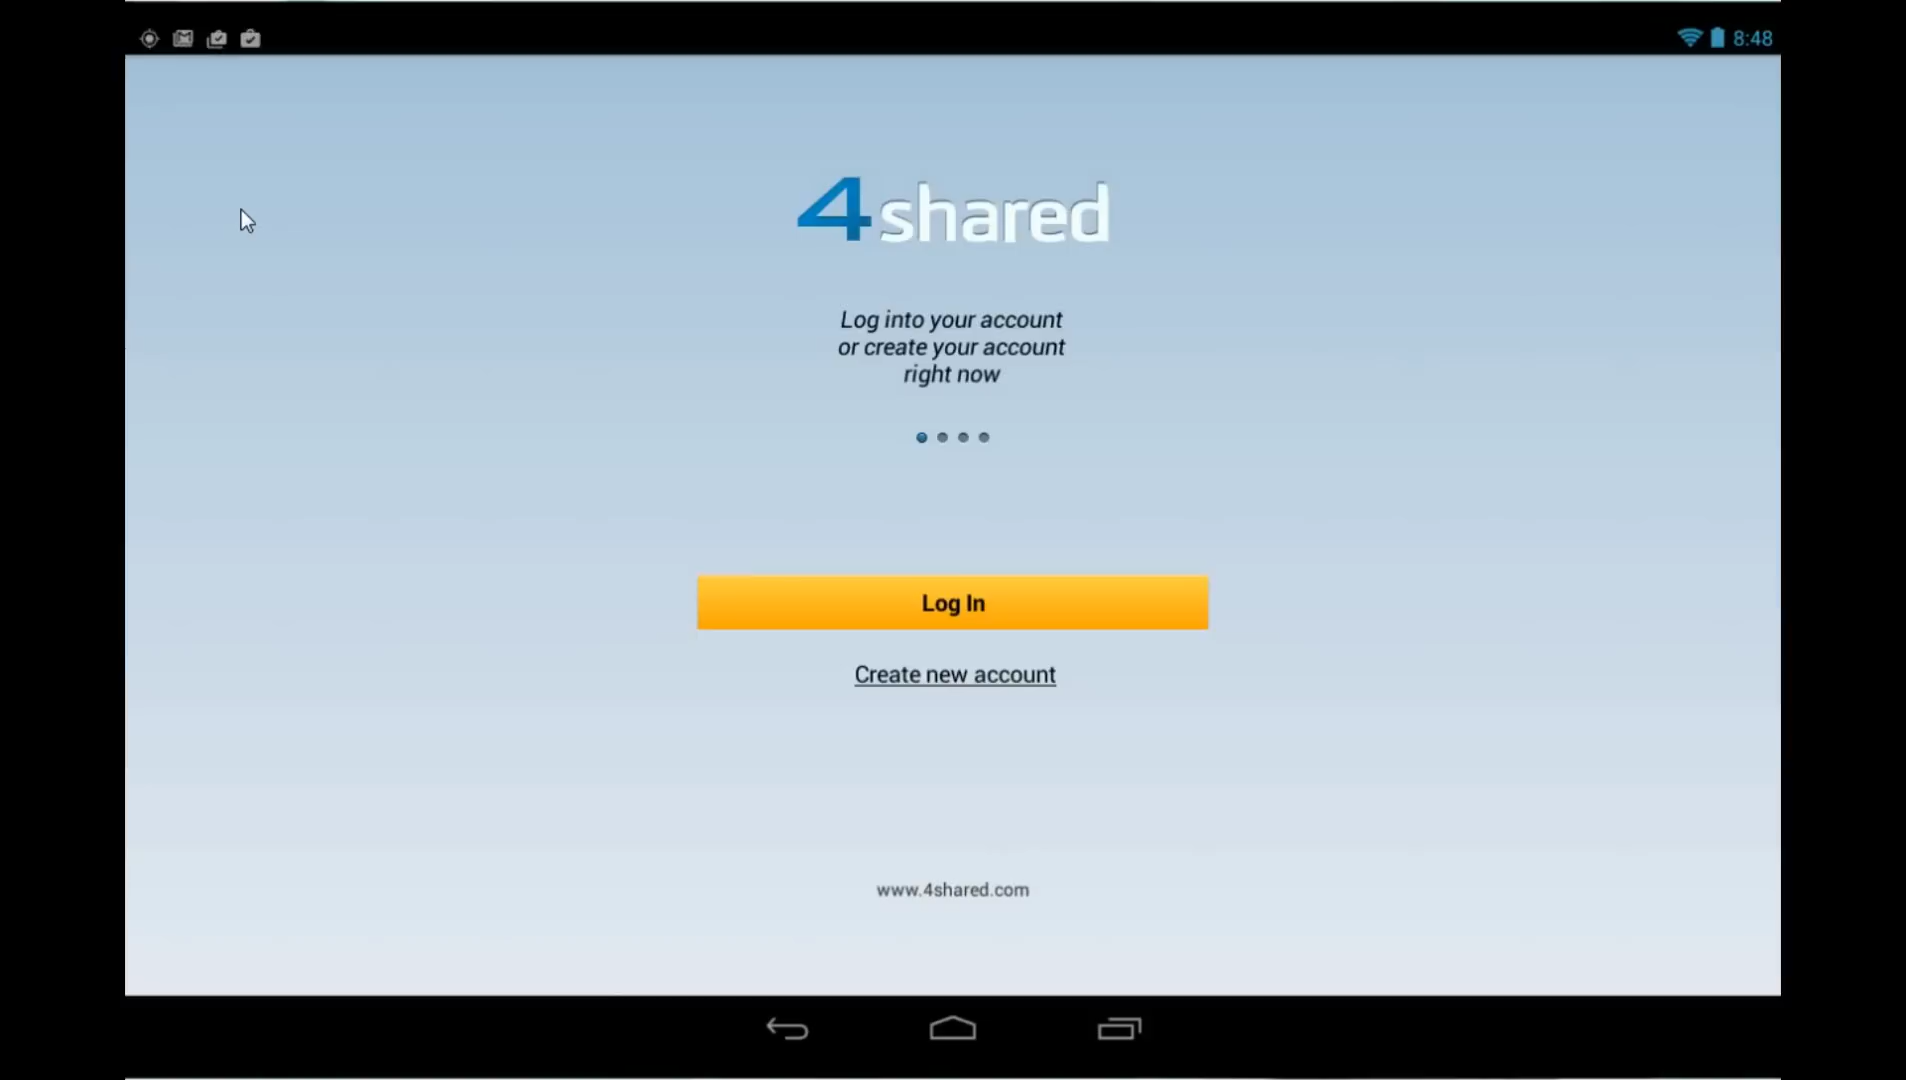 8:48
4shared
Log into your account
or create your account
right now
Log In
Create new account
www.4shared.com